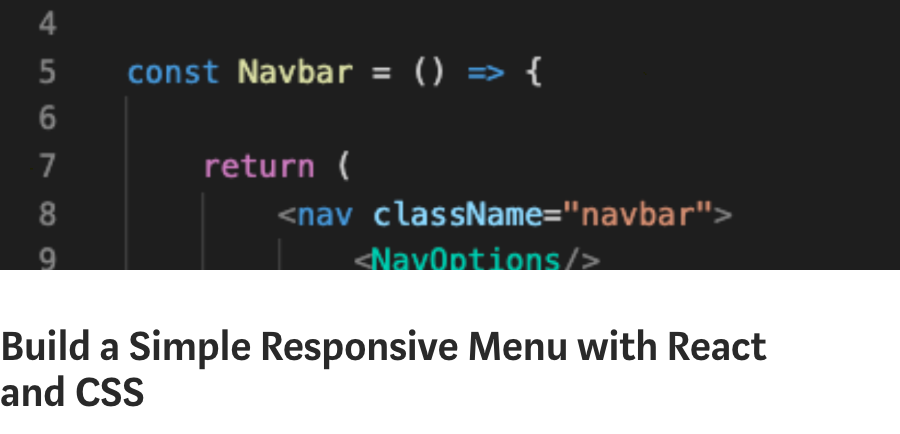 4
5 const Navbar = () => {
6
7 return (
8 <nav className="navbar">
9 <NavOptions/>
Build a Simple Responsive Menu with React
and CSS